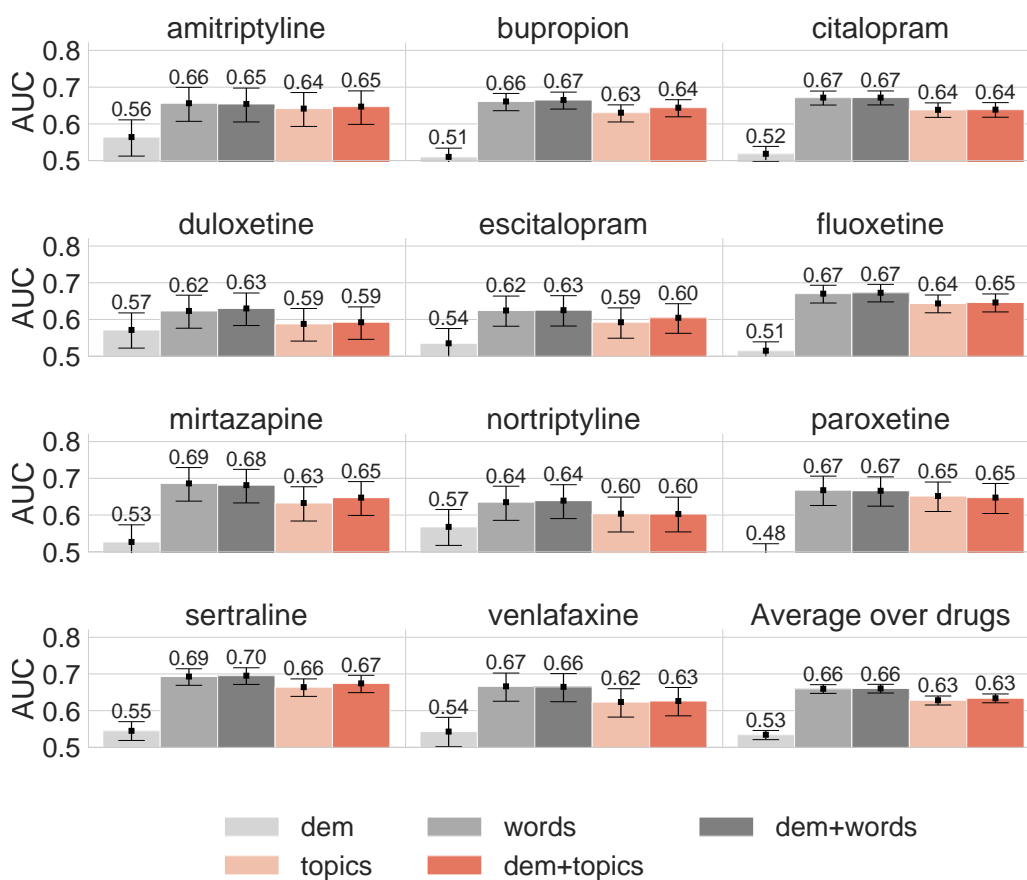 amitriptyline bupropion citalopram
AUC
0.8
0.7
0.6
0.5
0.56 0.66 0.65 0.64 0.65
0.51 0.66 0.67 0.63 0.64
0.52 0.67 0.67 0.64 0.64
duloxetine escitalopram fluoxetine
AUC
0.8
0.7
0.6
0.5
0.57 0.62 0.63 0.59 0.59
0.54 0.62 0.63 0.59 0.60
0.51 0.67 0.67 0.64 0.65
mirtazapine nortriptyline paroxetine
AUC
0.8
0.7
0.6
0.5
0.53 0.69 0.68 0.63 0.65
0.57 0.64 0.64 0.60 0.60
0.48 0.67 0.67 0.65 0.65
sertraline venlafaxine Average over drugs
AUC
0.8
0.7
0.6
0.5
0.55 0.69 0.70 0.66 0.67
0.54 0.67 0.66 0.62 0.63
0.53 0.66 0.66 0.63 0.63
dem words dem+words
topics dem+topics